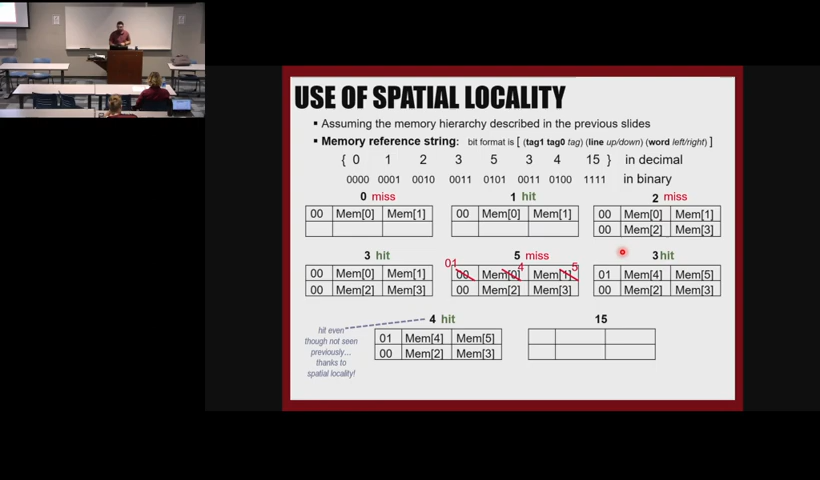 USE OF SPATIAL LOCALITY
▪ Assuming the memory hierarchy described in the previous slides
▪ Memory reference string: bit format is [ (tag1 tag0 tag) (line up/down) (word left/right) ]
{ 0 1 2 3 5 3 4 15 } in decimal
0000 0001 0010 0011 0101 0011 0100 1111 in binary
0 miss
00 Mem[0] Mem[1]
1 hit
00 Mem[0] Mem[1]
2 miss
00 Mem[0] Mem[1]
00 Mem[2] Mem[3]
3 hit
00 Mem[0] Mem[1]
00 Mem[2] Mem[3]
5 miss
01 4 5
00 Mem[0] Mem[1]
00 Mem[2] Mem[3]
3 hit
01 Mem[4] Mem[5]
00 Mem[2] Mem[3]
4 hit
hit even
though not seen
previously...
thanks to
spatial locality!
01 Mem[4] Mem[5]
00 Mem[2] Mem[3]
15